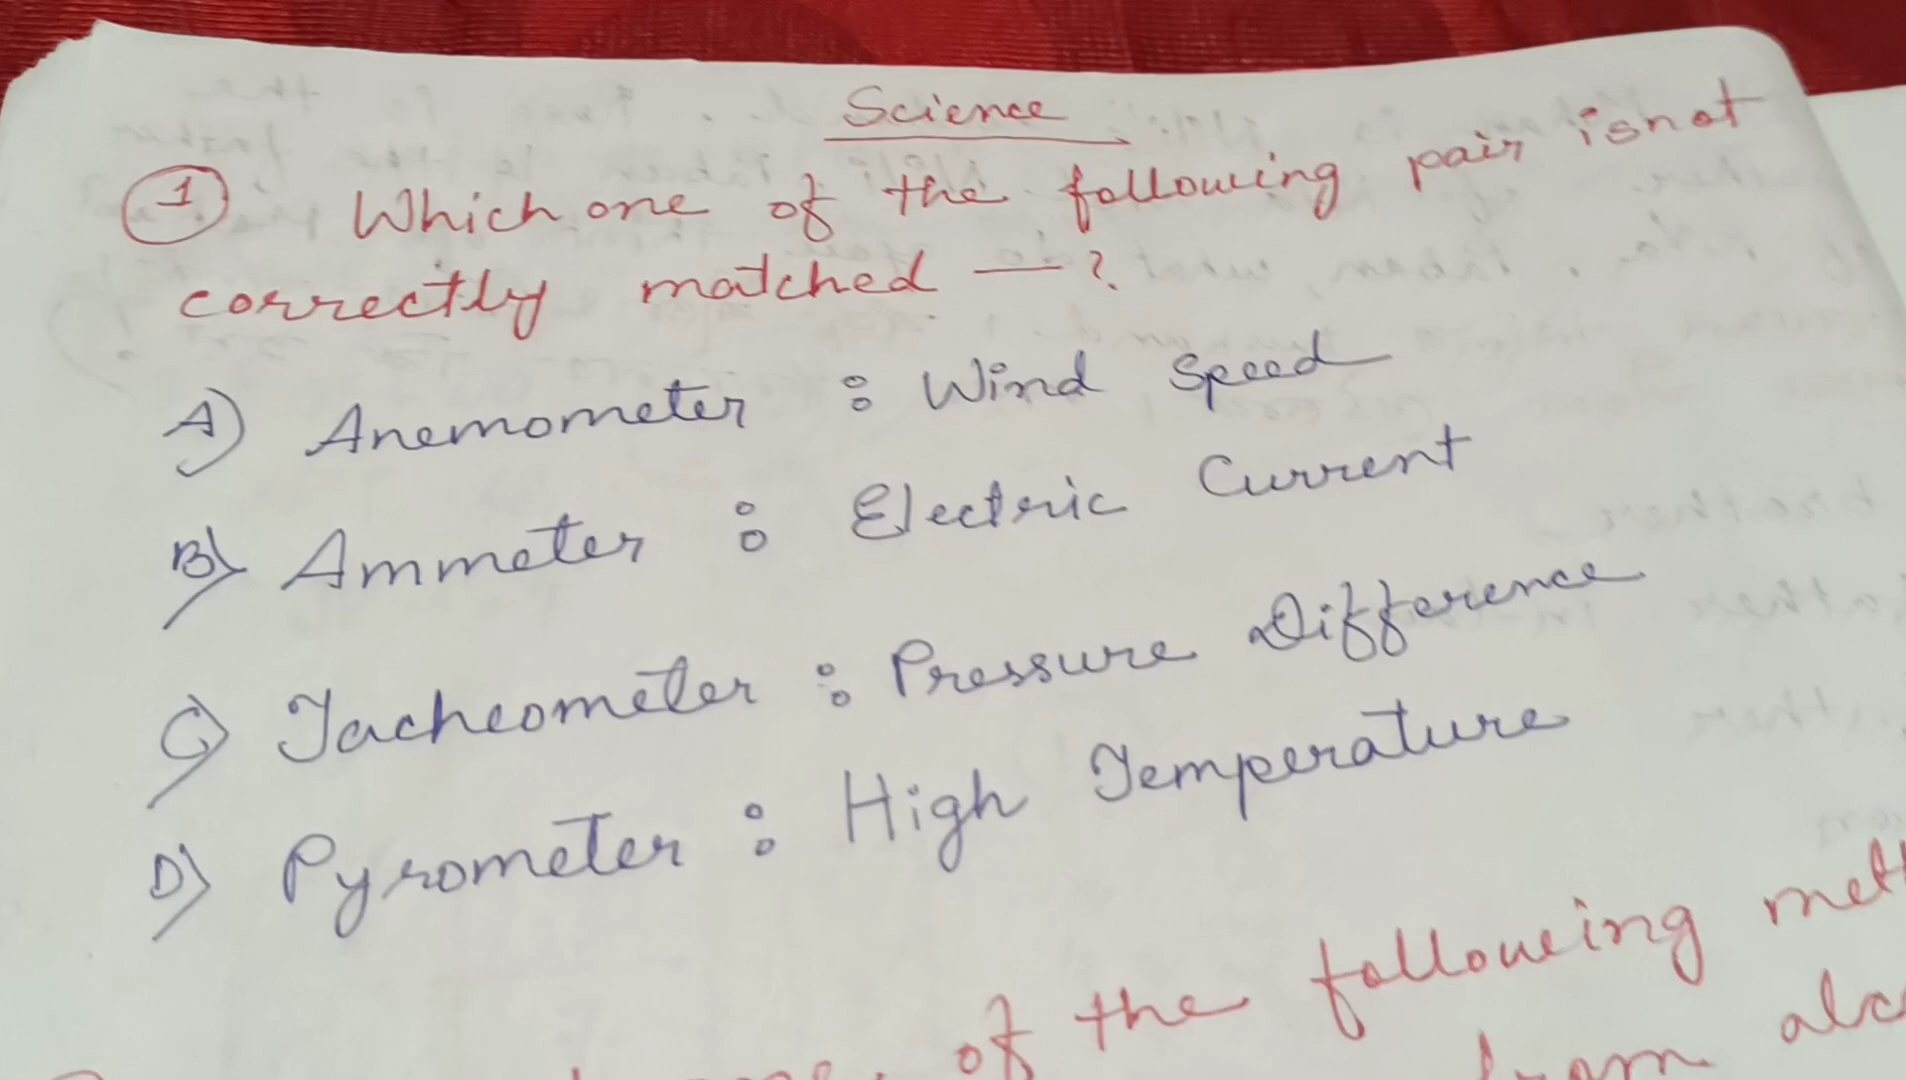 Science
1 Which one of the following pair is not
correctly matched — ?
A) Anemometer : Wind Speed
B) Ammeter : Electric Current
C) Tacheometer : Pressure Difference
D) Pyrometer : High Temperature
of the following
from